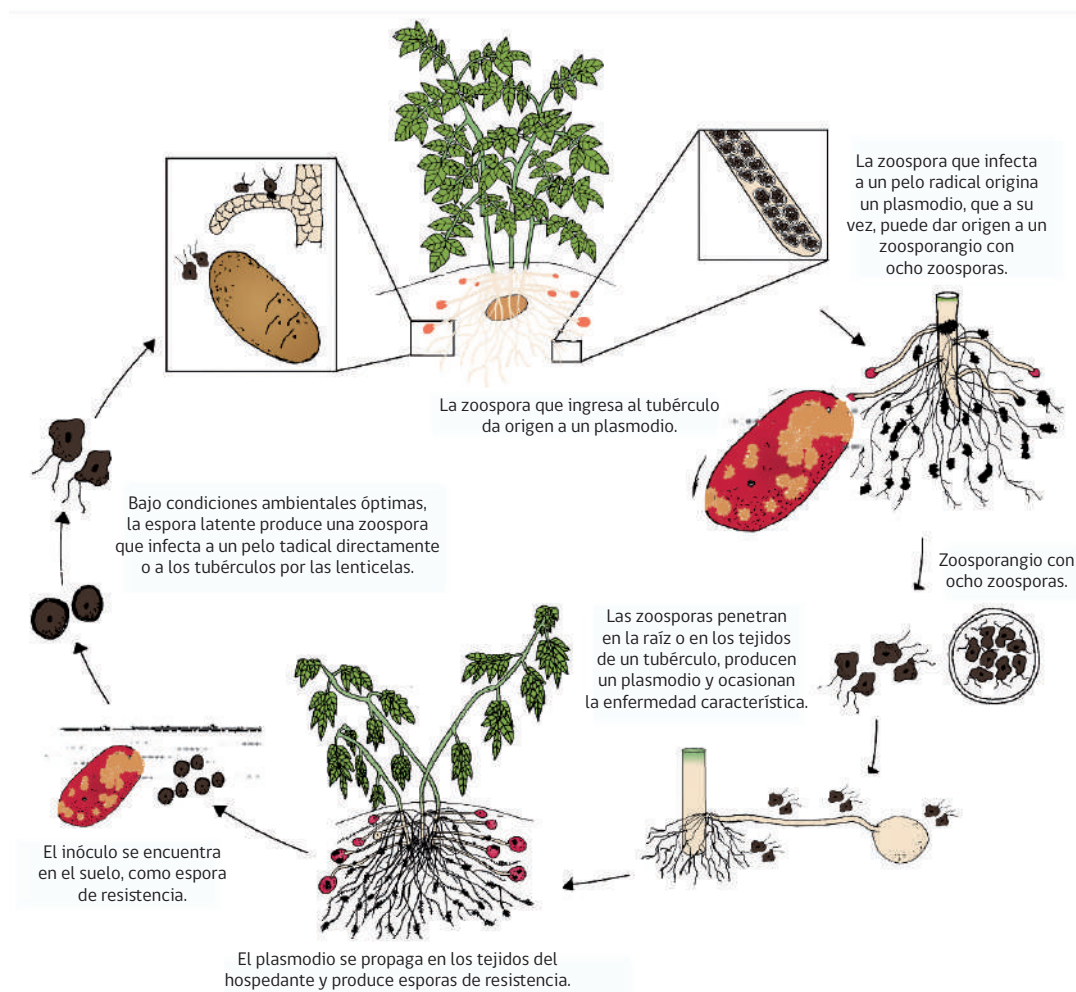 La zoospora que infecta
a un pelo radical origina
un plasmodio, que a su
vez, puede dar origen a un
zoosporangio con
ocho zoosporas.
La zoospora que ingresa al tubérculo
da origen a un plasmodio.
Bajo condiciones ambientales óptimas,
la espora latente produce una zoospora
que infecta a un pelo tadical directamente
o a los tubérculos por las lenticelas.
Zoosporangio con
ocho zoosporas.
Las zoosporas penetran
en la raíz o en los tejidos
de un tubérculo, producen
un plasmodio y ocasionan
la enfermedad característica.
El inóculo se encuentra
en el suelo, como espora
de resistencia.
El plasmodio se propaga en los tejidos del
hospedante y produce esporas de resistencia.